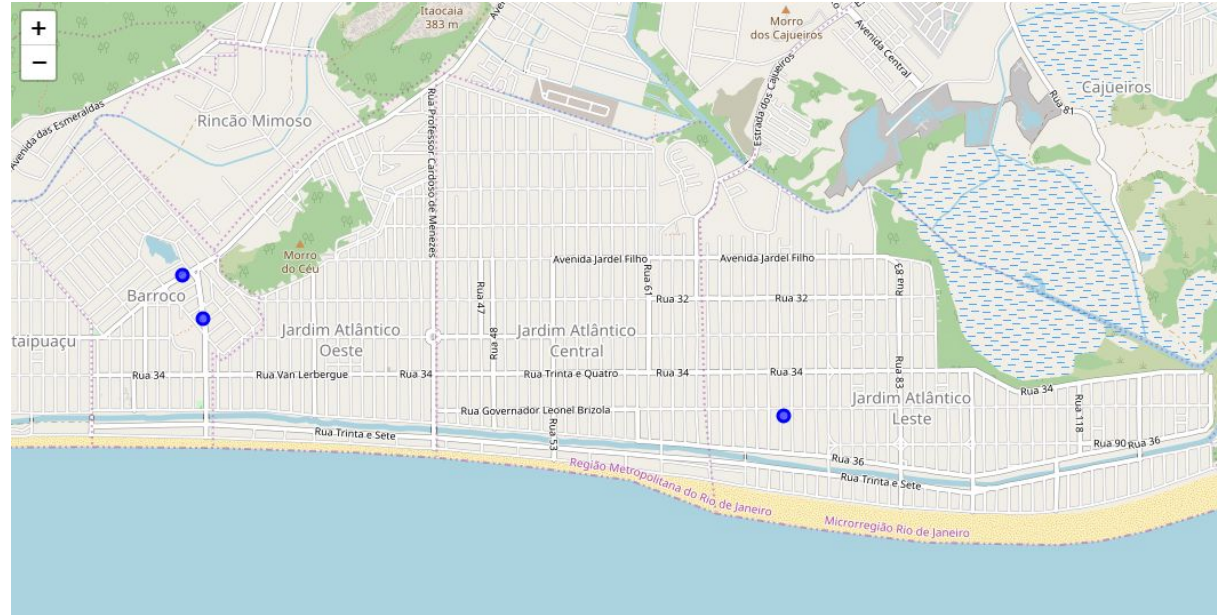 +
−
Itaocaia
383 m
Morro
dos Cajueiros
Avenida Central
Estrada dos Cajueiros
Cajueiros
Rua 81
Avenida das Esmeraldas
Rincão Mimoso
Rua Professor Cardoso de Menezes
Morro
do Céu
Barroco
Avenida Jardel Filho
Avenida Jardel Filho
Rua 61
Rua 83
Rua 47
Rua 32
Rua 32
taipuaçu
Jardim Atlântico
Oeste
Rua 48
Jardim Atlântico
Central
Rua 34
Rua Van Lerbergue
Rua 34
Rua Trinta e Quatro
Rua 34
Rua 34
Rua 83
Rua 34
Jardim Atlântico
Leste
Rua 118
Rua Governador Leonel Brizola
Rua 53
Rua Trinta e Sete
Rua 90
Rua 36
Rua 36
Rua Trinta e Sete
Região Metropolitana do Rio de Janeiro
Microrregião Rio de Janeiro